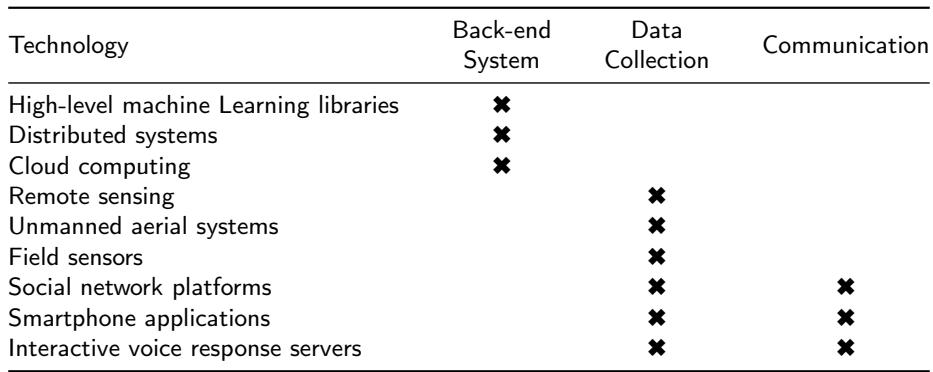 Technology Back-end System Data Collection Communication
High-level machine Learning libraries ✖
Distributed systems ✖
Cloud computing ✖
Remote sensing ✖
Unmanned aerial systems ✖
Field sensors ✖
Social network platforms ✖ ✖
Smartphone applications ✖ ✖
Interactive voice response servers ✖ ✖